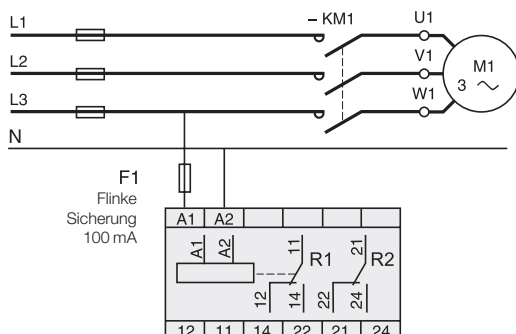 L1
L2
L3
N
– KM1
U1
V1
W1
M1
3
F1
Flinke
Sicherung
100 mA
A1 A2
A1 A2 11 R1 21 R2
12 14 22 24
12 11 14 22 21 24